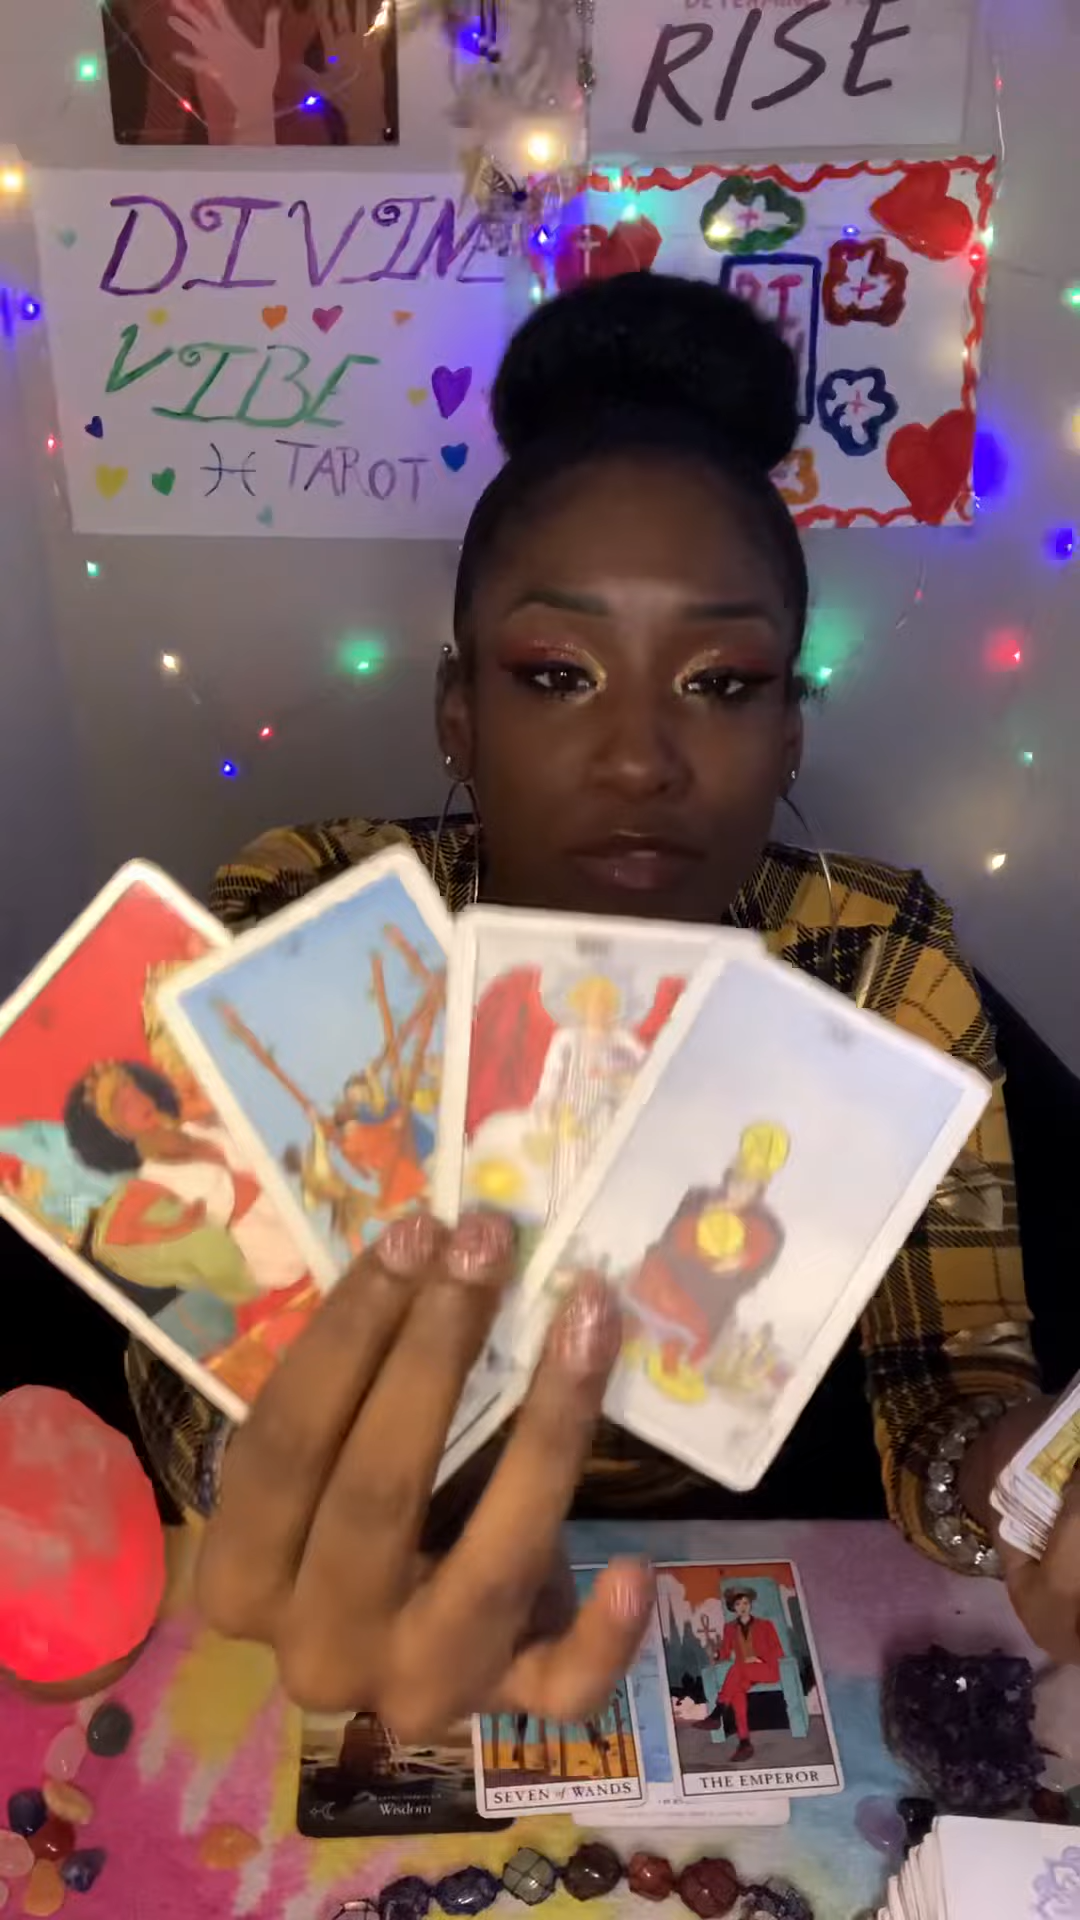 RISE
DIVINE
VIBE
TAROT
SEVEN of WANDS
THE EMPEROR
Wisdom